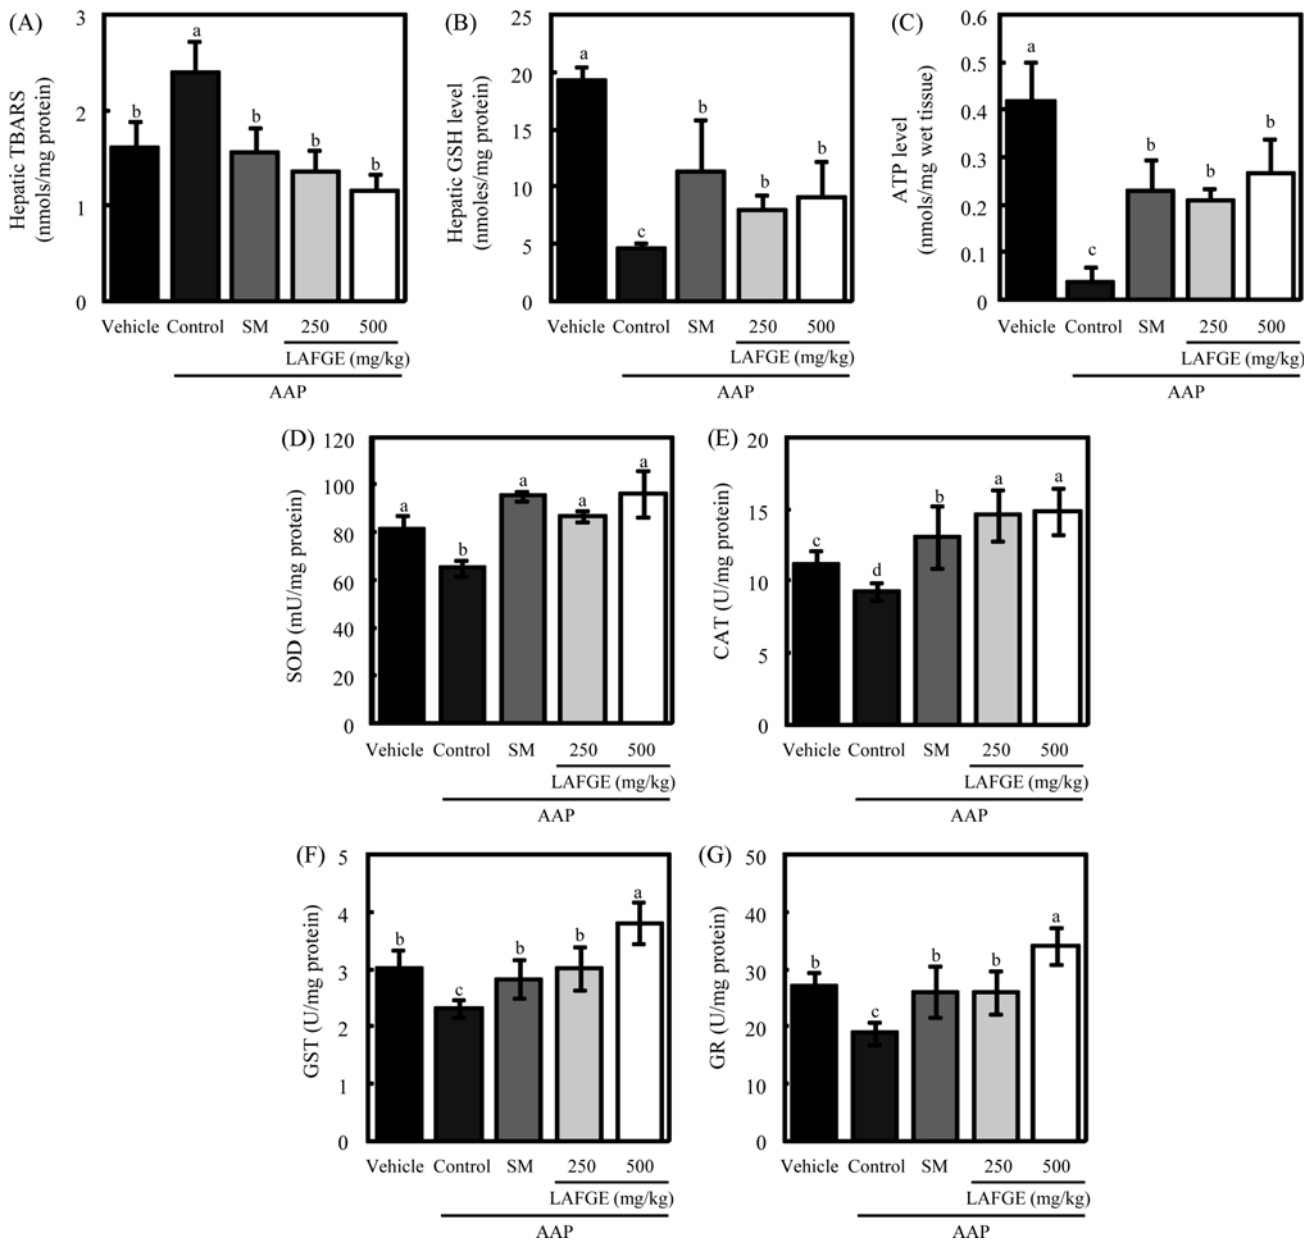 (A)
Hepatic TBARS
(nmols/mg protein)
3
2
1
0
b
a
b
b
b
Vehicle Control SM 250 500
LAFGE (mg/kg)
AAP
(B)
Hepatic GSH level
(nmoles/mg protein)
25
20
15
10
5
0
a
c
b
b
b
Vehicle Control SM 250 500
LAFGE (mg/kg)
AAP
(C)
ATP level
(nmols/mg wet tissue)
0.6
0.5
0.4
0.3
0.2
0.1
0
a
c
b
b
b
Vehicle Control SM 250 500
LAFGE (mg/kg)
AAP
(D)
SOD (mU/mg protein)
120
100
80
60
40
20
0
a
b
a
a
a
Vehicle Control SM 250 500
LAFGE (mg/kg)
AAP
(E)
CAT (U/mg protein)
20
15
10
5
0
c
d
b
a
a
Vehicle Control SM 250 500
LAFGE (mg/kg)
AAP
(F)
GST (U/mg protein)
5
4
3
2
1
0
b
c
b
b
a
Vehicle Control SM 250 500
LAFGE (mg/kg)
AAP
(G)
GR (U/mg protein)
50
40
30
20
10
0
b
c
b
b
a
Vehicle Control SM 250 500
LAFGE (mg/kg)
AAP